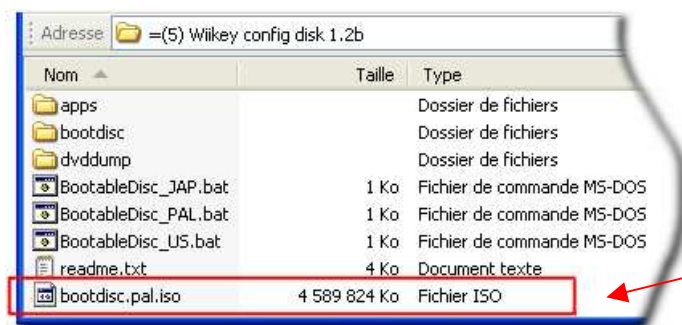 Adresse =(5) Wiikey config disk 1.2b
Nom Taille Type
apps Dossier de fichiers
bootdisc Dossier de fichiers
dvddump Dossier de fichiers
BootableDisc_JAP.bat 1 Ko Fichier de commande MS-DOS
BootableDisc_PAL.bat 1 Ko Fichier de commande MS-DOS
BootableDisc_US.bat 1 Ko Fichier de commande MS-DOS
readme.txt 4 Ko Document texte
bootdisc.pal.iso 4 589 824 Ko Fichier ISO